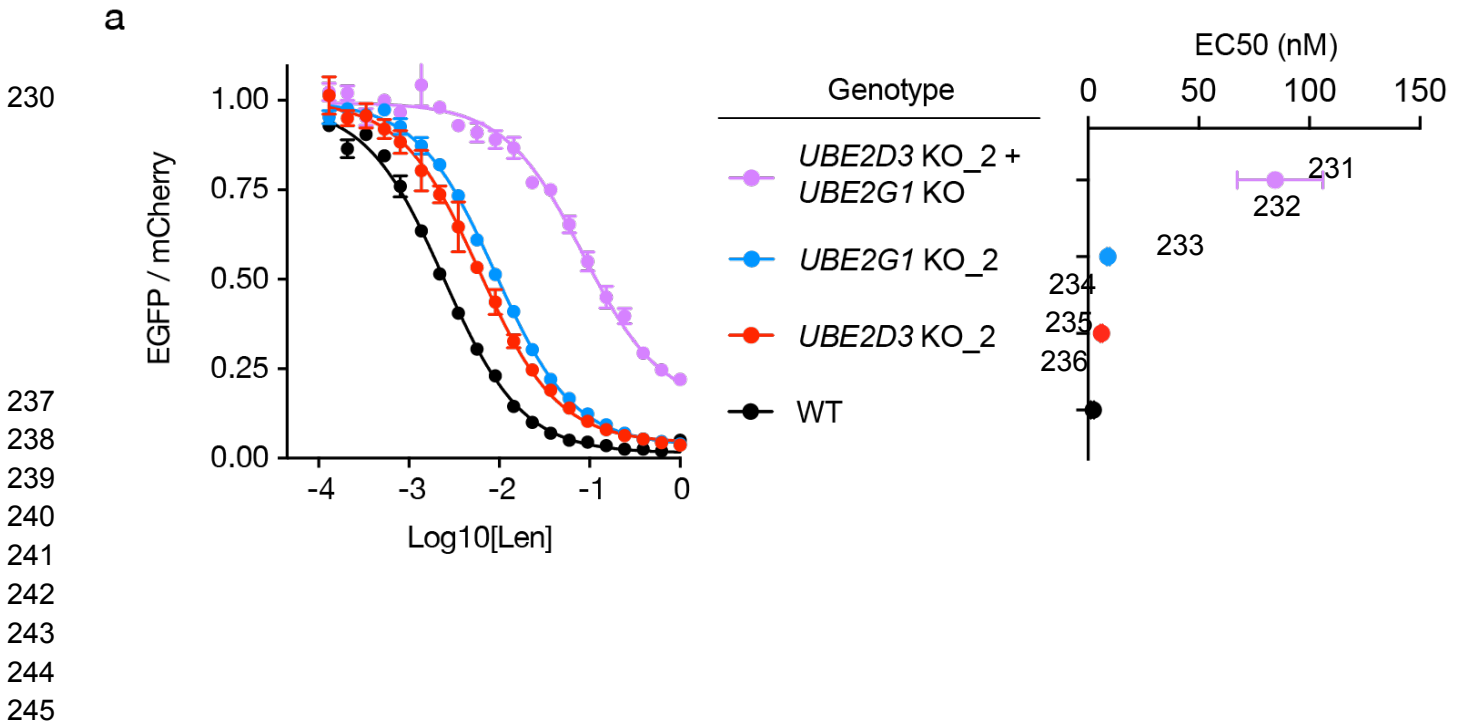 a
230
EC50 (nM)
0 50 100 150
Genotype
1.00
0.75
0.50
0.25
0.00
EGFP / mCherry
-4 -3 -2 -1 0
Log10[Len]
UBE2D3 KO_2 +
UBE2G1 KO
UBE2G1 KO_2
UBE2D3 KO_2
WT
231
232
233
234
235
236
237
238
239
240
241
242
243
244
245